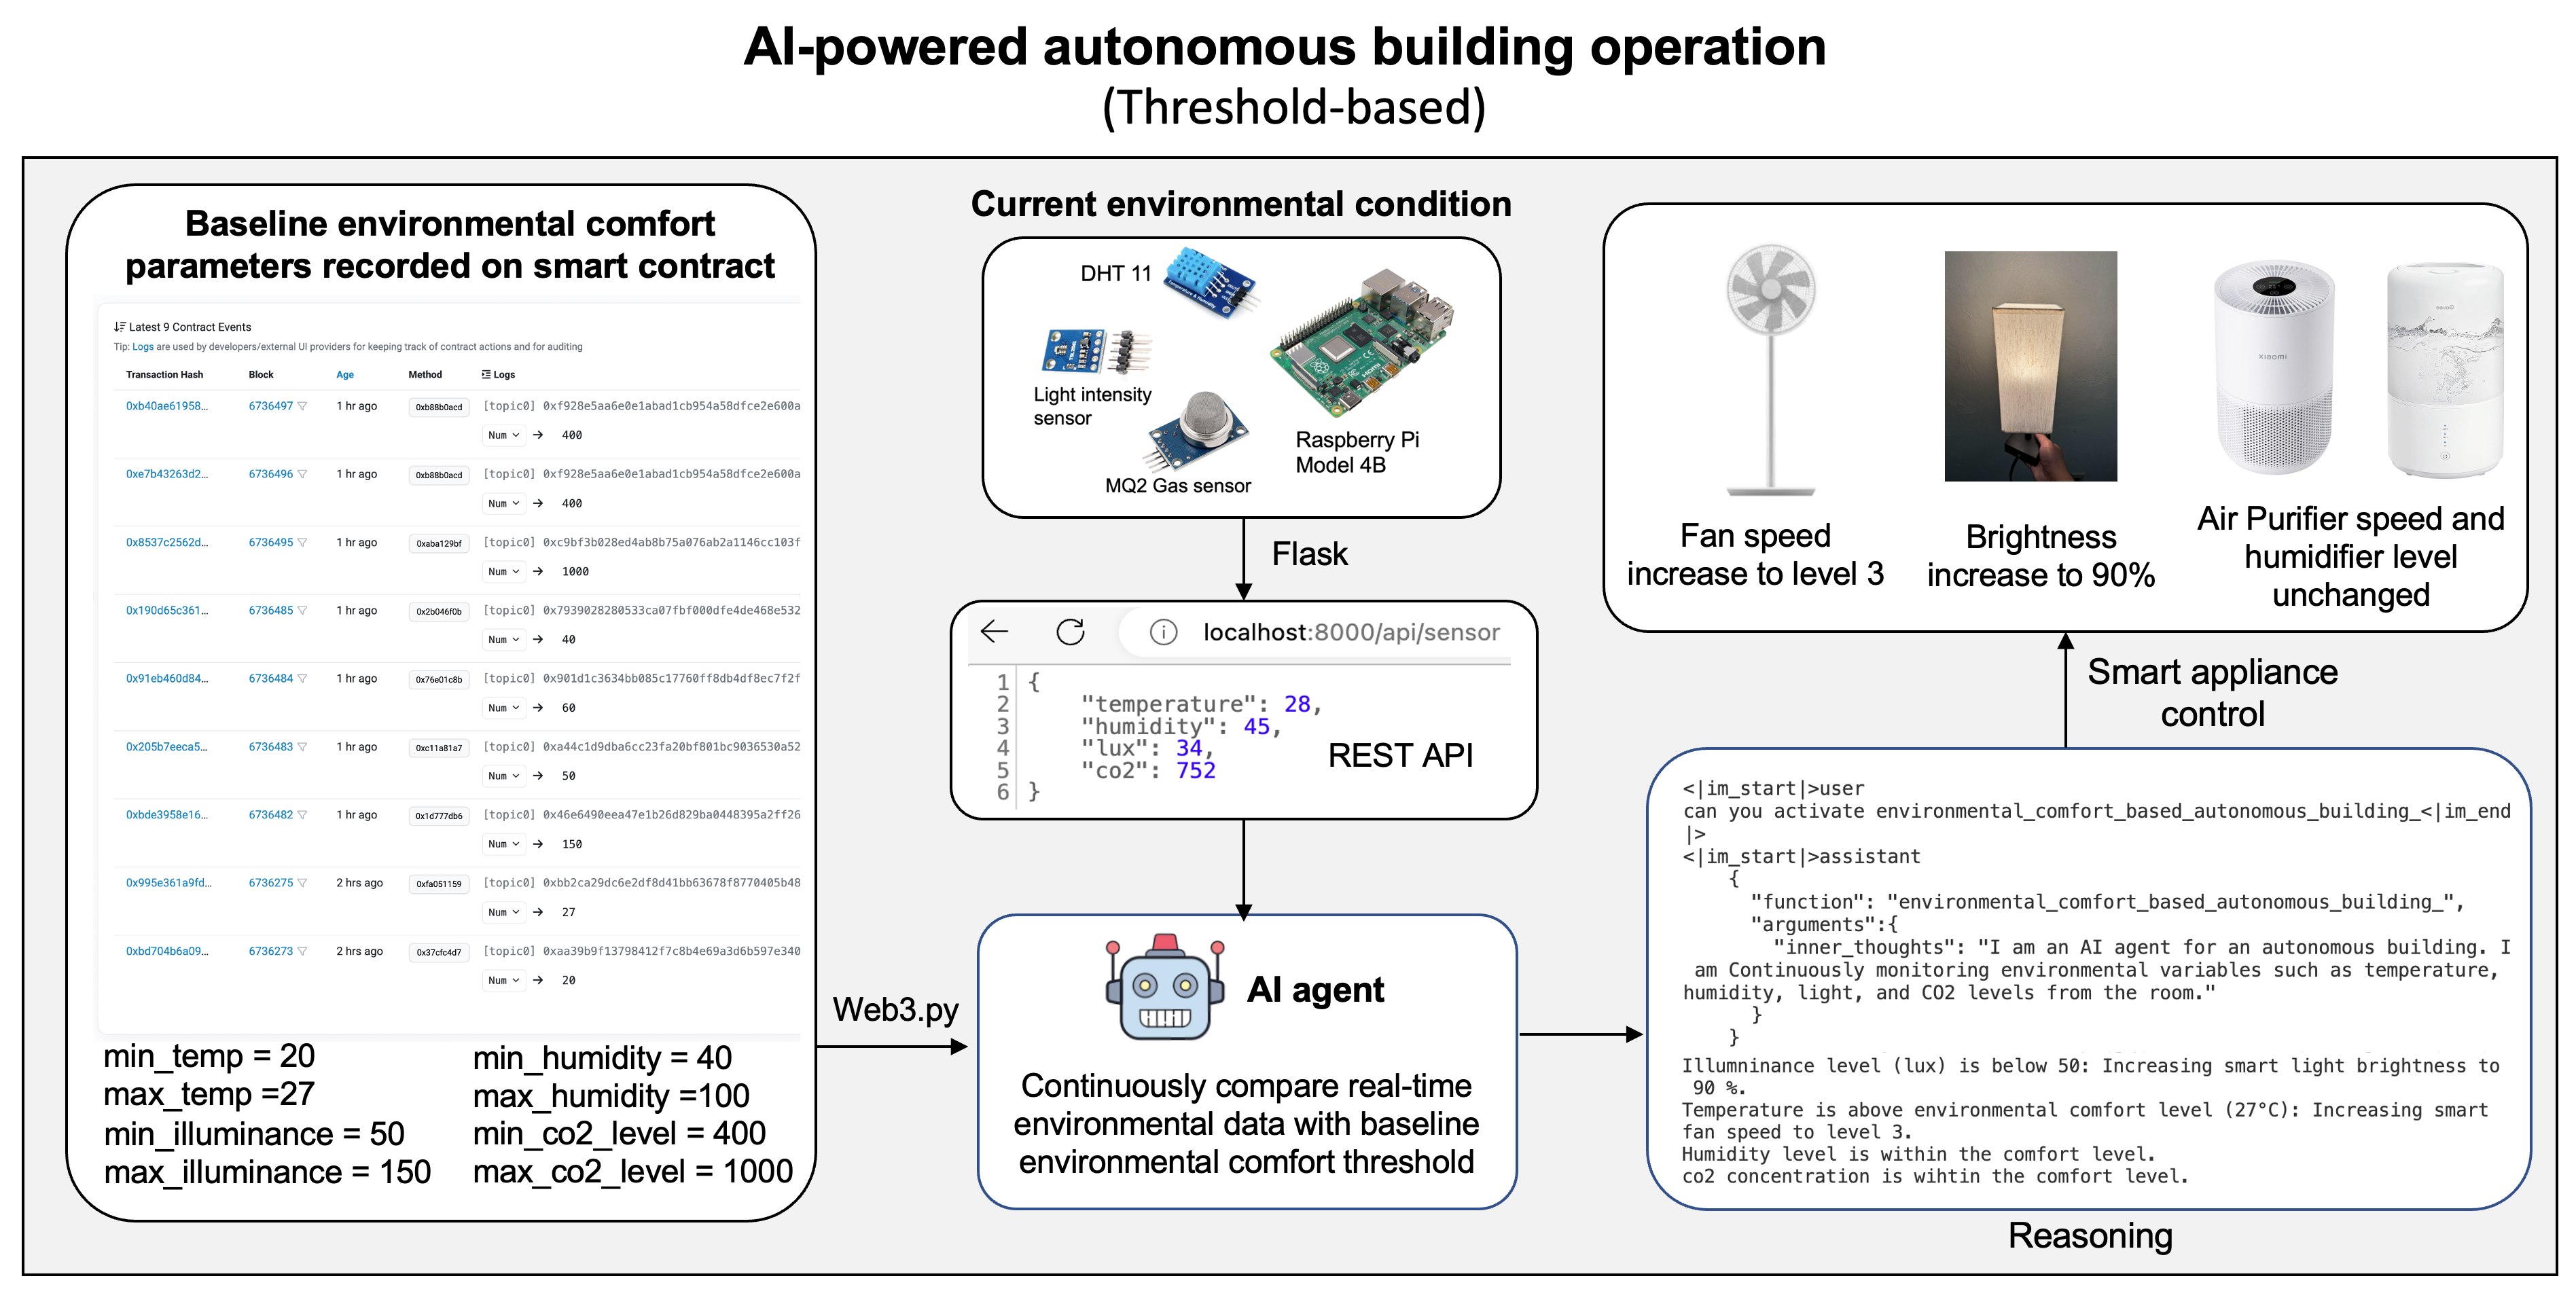 AI-powered autonomous building operation
(Threshold-based)
Baseline environmental comfort
parameters recorded on smart contract
Latest 9 Contract Events
Tip: Logs are used by developers/external UI providers for keeping track of contract actions and for auditing
Transaction Hash Block Age Method Logs
0xb40ae61958... 6736497 1 hr ago 0xb88b0acd [topic0] 0xf928e5aa6e0e1abad1cb954a58dfce2e600a
Num → 400
0xe7b43263d2... 6736496 1 hr ago 0xb88b0acd [topic0] 0xf928e5aa6e0e1abad1cb954a58dfce2e600a
Num → 400
0x8537c2562d... 6736495 1 hr ago 0xaba129bf [topic0] 0xc9bf3b028ed4ab8b75a076ab2a1146cc103f
Num → 1000
0x190d65c361... 6736485 1 hr ago 0x2b046f0b [topic0] 0x7939028280533ca07fbf000dfe4de468e532
Num → 40
0x91eb460d84... 6736484 1 hr ago 0x76e01c8b [topic0] 0x901d1c3634bb085c17760ff8db4df8ec7f2f
Num → 60
0x205b7eeca5... 6736483 1 hr ago 0xc11a81a7 [topic0] 0xa44c1d9dba6cc23fa20bf801bc9036530a52
Num → 50
0xbde3958e16... 6736482 1 hr ago 0x1d777db6 [topic0] 0x46e6490eea47e1b26d829ba0448395a2ff26
Num → 150
0x995e361a9fd... 6736275 2 hrs ago 0xfa051159 [topic0] 0xbb2ca29dc6e2df8d41bb63678f8770405b48
Num → 27
0xbd704b6a09... 6736273 2 hrs ago 0x37cfc4d7 [topic0] 0xaa39b9f13798412f7c8b4e69a3d6b597e340
Num → 20
min_temp = 20
max_temp =27
min_illuminance = 50
max_illuminance = 150
min_humidity = 40
max_humidity =100
min_co2_level = 400
max_co2_level = 1000
Web3.py
Current environmental condition
DHT 11
Temperature & Humidity
Light intensity
sensor
MQ2 Gas sensor
Raspberry Pi
Model 4B
Flask
localhost:8000/api/sensor
1 {
2 "temperature": 28,
3 "humidity": 45,
4 "lux": 34,
5 "co2": 752
6 }
REST API
AI agent
Continuously compare real-time
environmental data with baseline
environmental comfort threshold
xiaomi
Fan speed
increase to level 3
Brightness
increase to 90%
Air Purifier speed and
humidifier level
unchanged
Smart appliance
control
<|im_start|>user
can you activate environmental_comfort_based_autonomous_building_<|im_end
|>
<|im_start|>assistant
{
"function": "environmental_comfort_based_autonomous_building_",
"arguments":{
"inner_thoughts": "I am an AI agent for an autonomous building. I
am Continuously monitoring environmental variables such as temperature,
humidity, light, and CO2 levels from the room."
}
}
Illumninance level (lux) is below 50: Increasing smart light brightness to
90 %.
Temperature is above environmental comfort level (27°C): Increasing smart
fan speed to level 3.
Humidity level is within the comfort level.
co2 concentration is wihtin the comfort level.
Reasoning